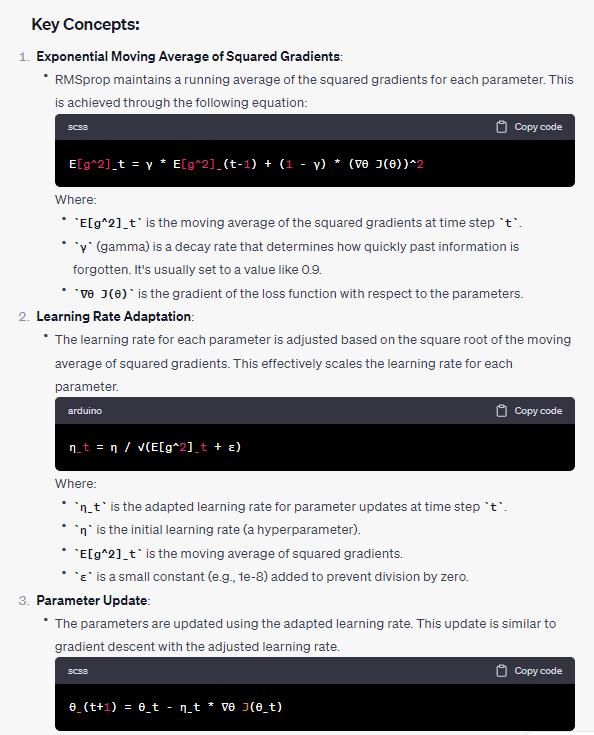 Key Concepts:
1. Exponential Moving Average of Squared Gradients:
• RMSprop maintains a running average of the squared gradients for each parameter. This
is achieved through the following equation:
scss
Copy code
E[g^2]_t = γ * E[g^2]_(t-1) + (1 - γ) * (∇θ J(θ))^2
Where:
• `E[g^2]_t` is the moving average of the squared gradients at time step `t`.
• `γ` (gamma) is a decay rate that determines how quickly past information is
forgotten. It's usually set to a value like 0.9.
• `∇θ J(θ)` is the gradient of the loss function with respect to the parameters.
2. Learning Rate Adaptation:
• The learning rate for each parameter is adjusted based on the square root of the moving
average of squared gradients. This effectively scales the learning rate for each
parameter.
arduino
Copy code
η_t = η / √(E[g^2]_t + ε)
Where:
• `η_t` is the adapted learning rate for parameter updates at time step `t`.
• `η` is the initial learning rate (a hyperparameter).
• `E[g^2]_t` is the moving average of squared gradients.
• `ε` is a small constant (e.g., 1e-8) added to prevent division by zero.
3. Parameter Update:
• The parameters are updated using the adapted learning rate. This update is similar to
gradient descent with the adjusted learning rate.
scss
Copy code
θ_(t+1) = θ_t - η_t * ∇θ J(θ_t)